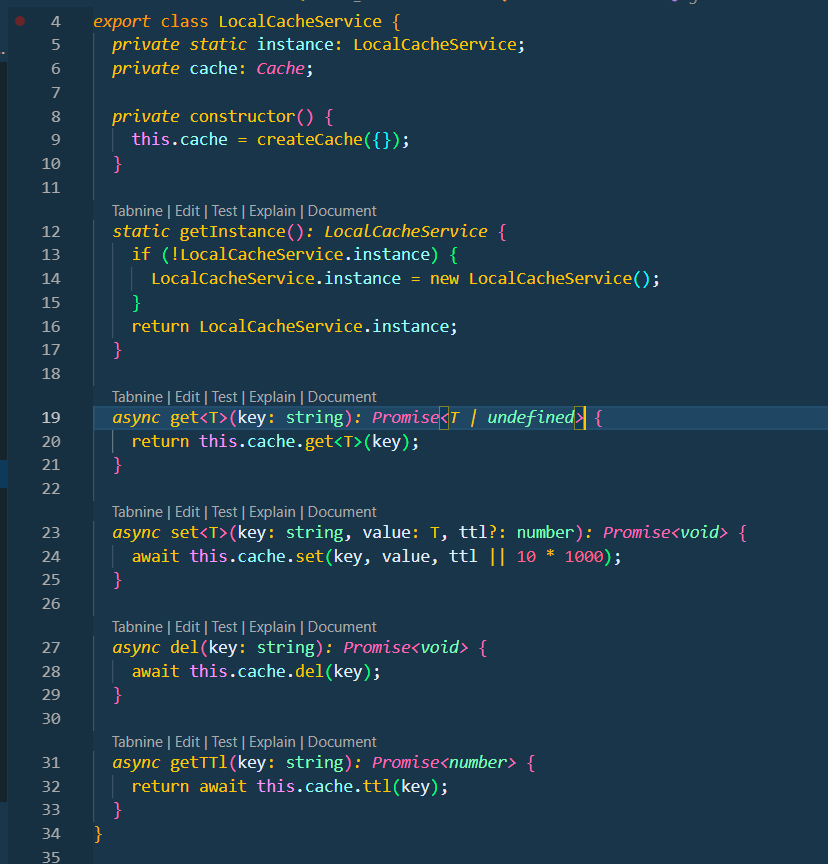 4 export class LocalCacheService {
5 private static instance: LocalCacheService;
6 private cache: Cache;
7
8 private constructor() {
9 this.cache = createCache({});
10 }
11
Tabnine | Edit | Test | Explain | Document
12 static getInstance(): LocalCacheService {
13 if (!LocalCacheService.instance) {
14 LocalCacheService.instance = new LocalCacheService();
15 }
16 return LocalCacheService.instance;
17 }
18
Tabnine | Edit | Test | Explain | Document
19 async get<T>(key: string): Promise<T | undefined> {
20 return this.cache.get<T>(key);
21 }
22
Tabnine | Edit | Test | Explain | Document
23 async set<T>(key: string, value: T, ttl?: number): Promise<void> {
24 await this.cache.set(key, value, ttl || 10 * 1000);
25 }
26
Tabnine | Edit | Test | Explain | Document
27 async del(key: string): Promise<void> {
28 await this.cache.del(key);
29 }
30
Tabnine | Edit | Test | Explain | Document
31 async getTTl(key: string): Promise<number> {
32 return await this.cache.ttl(key);
33 }
34 }
35